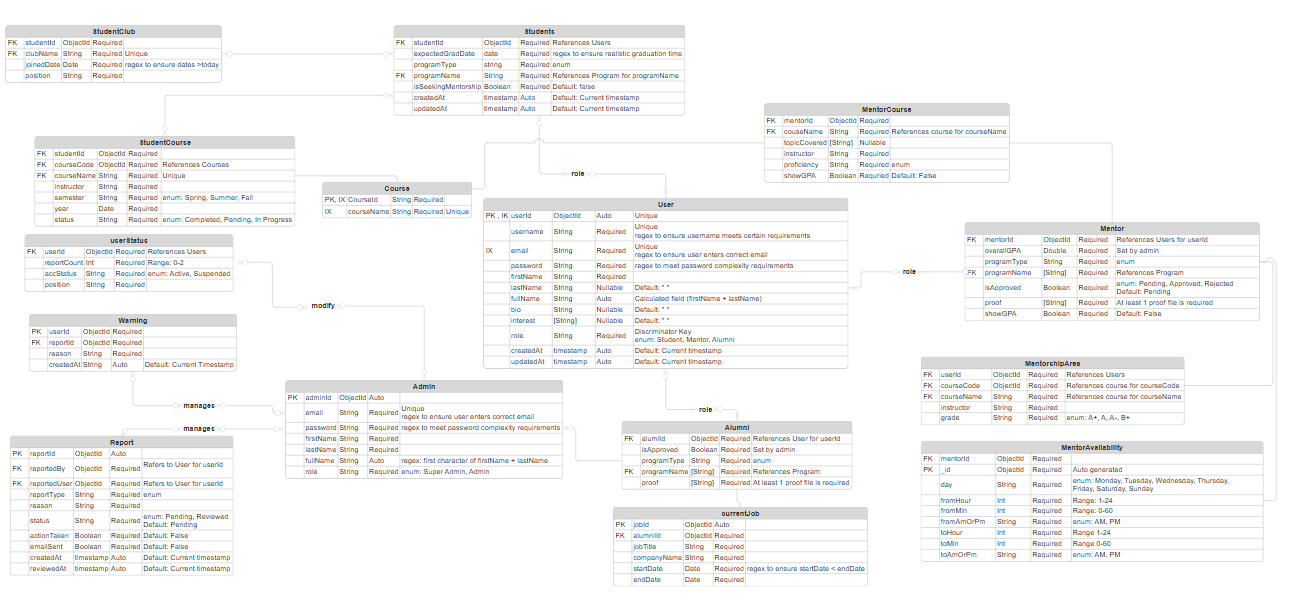 StudentClub
FK studentId ObjectId Required
FK clubName String Required Unique
joinedDate Date Required regex to ensure dates >today
position String Required
Students
FK studentId ObjectId Required References Users
expectedGradDate date Required regex to ensure realistic graduation time
programType string Required enum
FK programName String Required References Program for programName
isSeekingMentorship Boolean Required Default: false
createdAt timestamp Auto Default: Current timestamp
updatedAt timestamp Auto Default: Current timestamp
MentorCourse
FK mentorId ObjectId Required
FK couseName String Required References course for courseName
topicCovered [String] Nullable
instructor String Required
proficiency String Required enum
showGPA Boolean Required Default: False
StudentCourse
FK studentId ObjectId Required
FK courseCode ObjectId Required References Courses
FK courseName String Required Unique
instructor String Required
semester String Required enum: Spring, Summer, Fall
year Date Required
status String Required enum: Completed, Pending, In Progress
Course
PK, IX CourseId String Required
IX courseName String Required Unique
role
User
PK , IK userId ObjectId Auto Unique
username String Required Unique
regex to ensure username meets certain requirements
IX email String Required Unique
regex to ensure user enters correct email
password String Required regex to meet password complexity requirements
firstName String Required
lastName String Nullable Default: " "
fullName String Auto Calculated field (firstName + lastName)
bio String Nullable Default: " "
interest [String] Nullable Default: " "
role String Required Discriminator Key
enum: Student, Mentor, Alumni
createdAt timestamp Auto Default: Current timestamp
updatedAt timestamp Auto Default: Current timestamp
role
Mentor
FK mentorId ObjectId Required References Users for userId
overallGPA Double Required Set by admin
programType String Required enum
FK programName [String] Required References Program
isApproved Boolean Required enum: Pending, Approved, Rejected
Default: Pending
proof [String] Required At least 1 proof file is required
showGPA Boolean Requried Default: False
userStatus
FK userId ObjectId Required References Users
reportCount Int Required Range: 0-2
accStatus String Required enum: Active, Suspended
position String Required
modify
Warning
PK userId ObjectId Required
FK reportId ObjectId Required
reason String Required
createdAt String Auto Default: Current Timestamp
manages
manages
Admin
PK adminId ObjectId Auto
email String Required Unique
regex to ensure user enters correct email
password String Required regex to meet password complexity requirements
firstName String Required
lastName String Required
fullName String Auto regex: first character of firstName + lastName
role String Required enum: Super Admin, Admin
role
MentorshipArea
FK userId ObjectId Required References Users
FK courseCode ObjectId Required References course for courseCode
FK courseName String Required References course for courseName
instructor String Required
grade String Required enum: A+, A, A-, B+
Report
PK reportId ObjectId Auto
FK reportedBy ObjectId Required Refers to User for userId
FK reportedUser ObjectId Required Refers to User for userId
reportType String Required enum
reason String Required
status String Required enum: Pending, Reviewed
Default: Pending
actionTaken Boolean Required Default: False
emailSent Boolean Required Default: False
createdAt timestamp Auto Default: Current timestamp
reviewedAt timestamp Auto Default: Current timestamp
Alumni
FK alumiId ObjectId Required References User for userId
isApproved Boolean Required Set by admin
programType String Required enum
FK programName [String] Required References Program
proof [String] Required At least 1 proof file is required
currentJob
PK jobId ObjectId Auto
FK alumniId ObjectId Required
jobTitle String Required
companyName String Required
startDate Date Required regex to ensure startDate < endDate
endDate Date Required
MentorAvailability
FK mentorId ObjectId Required
PK _id ObjectId Required Auto generated
day String Required enum: Monday, Tuesday, Wednesday, Thursday,
Friday, Saturday, Sunday
fromHour Int Required Range: 1-24
fromMin Int Required Range: 0-60
fromAmOrPm String Required enum: AM, PM
toHour Int Required Range 1-24
toMin Int Required Range 0-60
toAmOrPm String Required enum: AM, PM